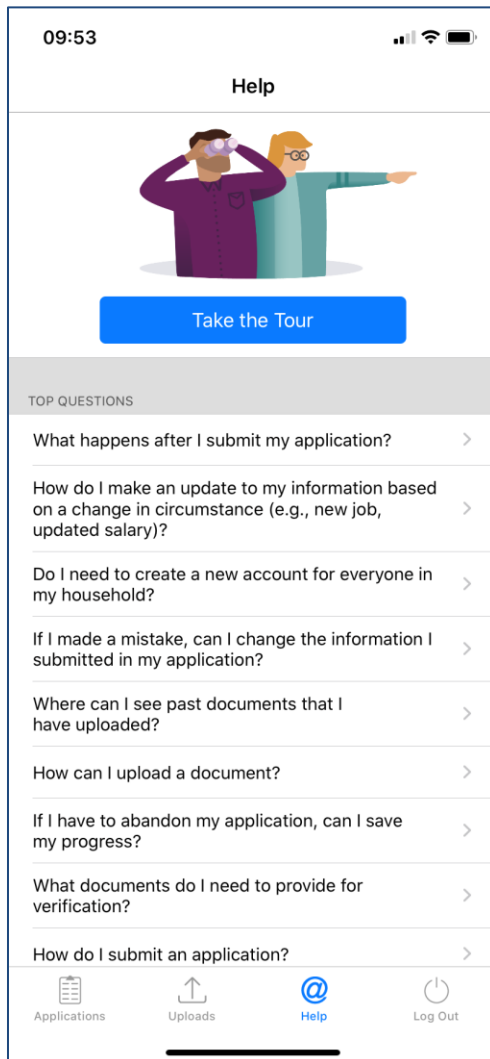 09:53
Help
Take the Tour
TOP QUESTIONS
What happens after I submit my application?
How do I make an update to my information based
on a change in circumstance (e.g., new job,
updated salary)?
Do I need to create a new account for everyone in
my household?
If I made a mistake, can I change the information I
submitted in my application?
Where can I see past documents that I
have uploaded?
How can I upload a document?
If I have to abandon my application, can I save
my progress?
What documents do I need to provide for
verification?
How do I submit an application?
Applications
Uploads
Help
Log Out